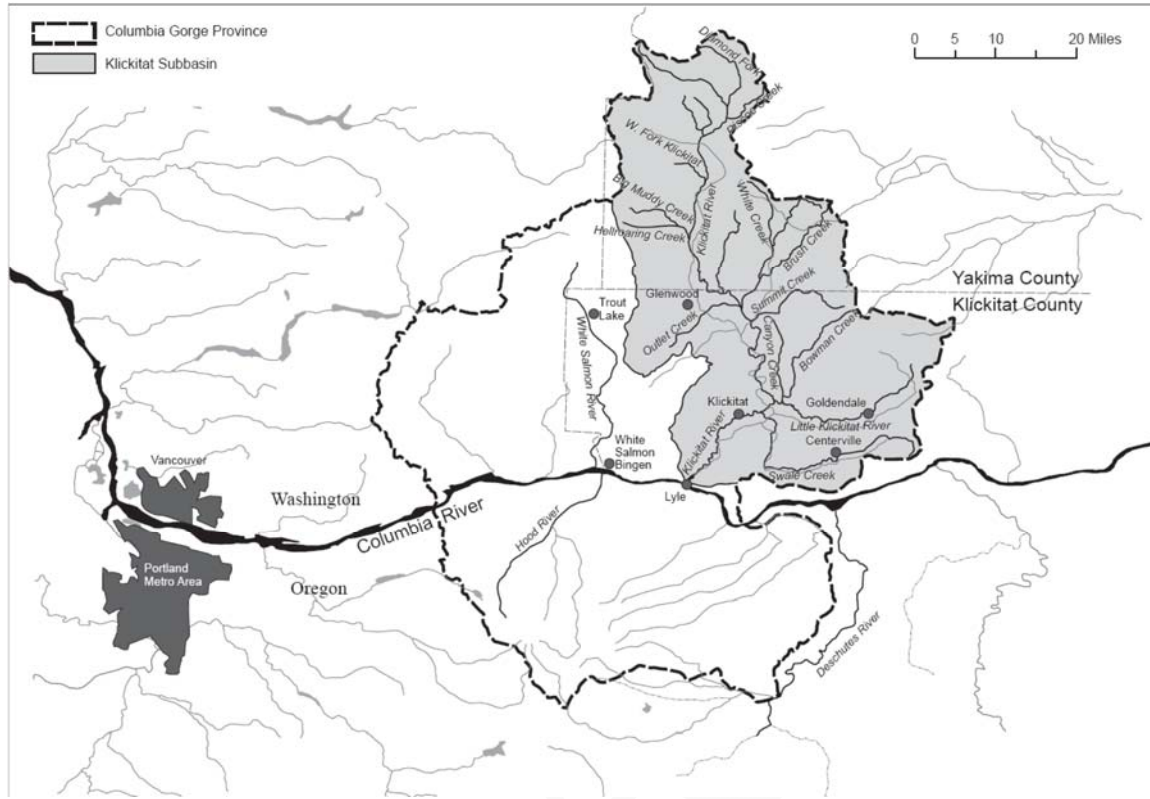 Columbia Gorge Province
Klickitat Subbasin
0 5 10 20 Miles
Diamond Fork
W. Fork Klickitat
Big Muddy Creek
Hellroaring Creek
Klickitat River
White Creek
Brush Creek
Summit Creek
Yakima County
Klickitat County
Glenwood
Trout
Lake
White Salmon River
Outlet Creek
Canyon Creek
Bowman Creek
Klickitat
Goldendale
Little Klickitat River
Centerville
Klickitat River
Swale Creek
White
Salmon
Bingen
Lyle
Vancouver
Washington
Columbia River
Hood River
Portland
Metro Area
Oregon
Deschutes River